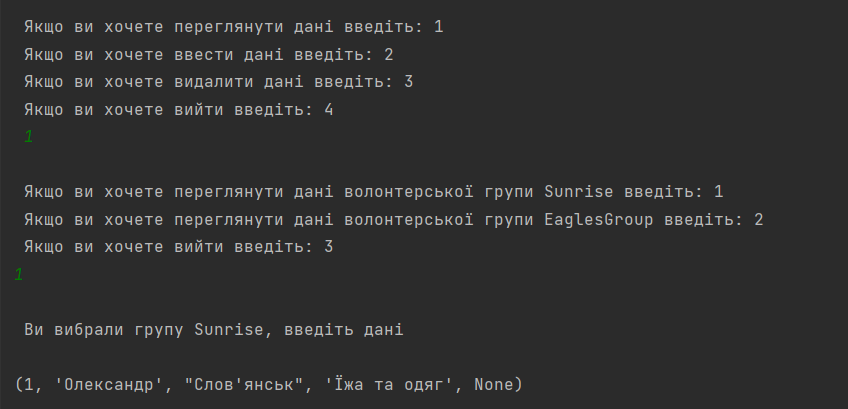 Якщо ви хочете переглянути дані введіть: 1
Якщо ви хочете ввести дані введіть: 2
Якщо ви хочете видалити дані введіть: 3
Якщо ви хочете вийти введіть: 4
1
Якщо ви хочете переглянути дані волонтерської групи Sunrise введіть: 1
Якщо ви хочете переглянути дані волонтерської групи EaglesGroup введіть: 2
Якщо ви хочете вийти введіть: 3
1
Ви вибрали групу Sunrise, введіть дані
(1, 'Олександр', "Слов'янськ", 'Їжа та одяг', None)